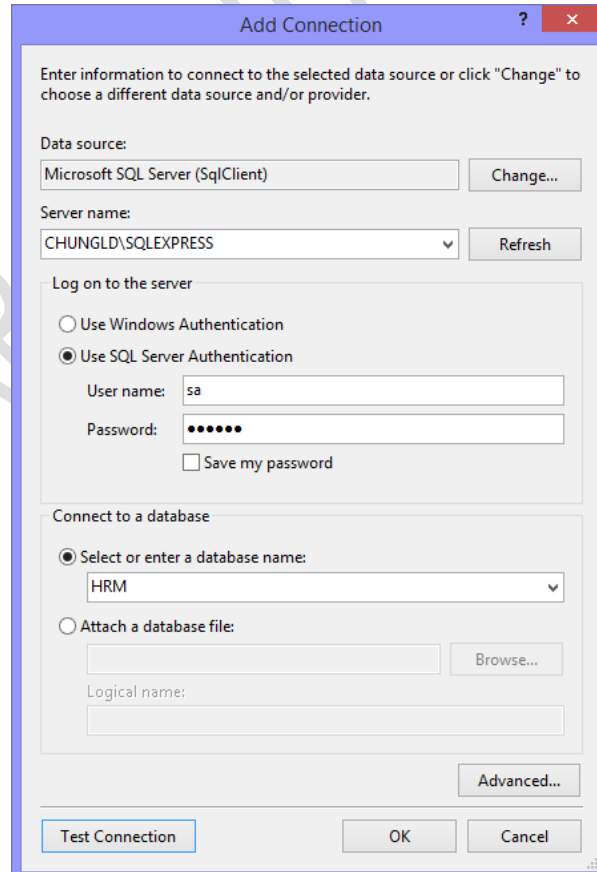 Add Connection
?
×
Enter information to connect to the selected data source or click "Change" to
choose a different data source and/or provider.
Data source:
Microsoft SQL Server (SqlClient)
Change...
Server name:
CHUNGLD\SQLEXPRESS
Refresh
Log on to the server
Use Windows Authentication
Use SQL Server Authentication
User name:
sa
Password:
●●●●●●
Save my password
Connect to a database
Select or enter a database name:
HRM
Attach a database file:
Browse...
Logical name:
Advanced...
Test Connection
OK
Cancel